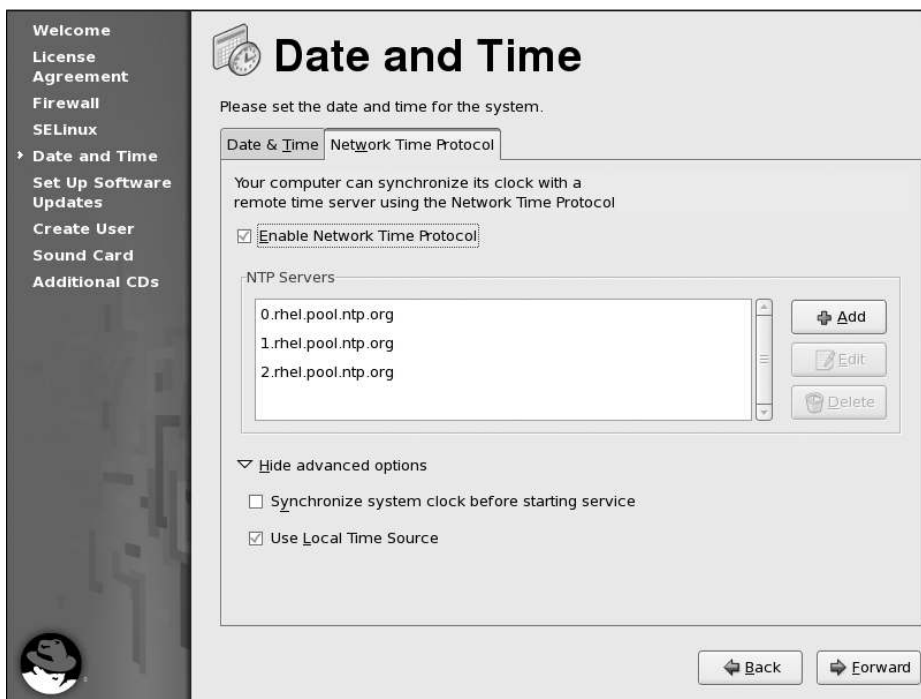 Welcome
License
Agreement
Firewall
SELinux
Date and Time
Set Up Software
Updates
Create User
Sound Card
Additional CDs
Date and Time
Please set the date and time for the system.
Date & Time
Network Time Protocol
Your computer can synchronize its clock with a
remote time server using the Network Time Protocol
Enable Network Time Protocol
NTP Servers
0.rhel.pool.ntp.org
1.rhel.pool.ntp.org
2.rhel.pool.ntp.org
Add
Edit
Delete
Hide advanced options
Synchronize system clock before starting service
Use Local Time Source
Back
Forward